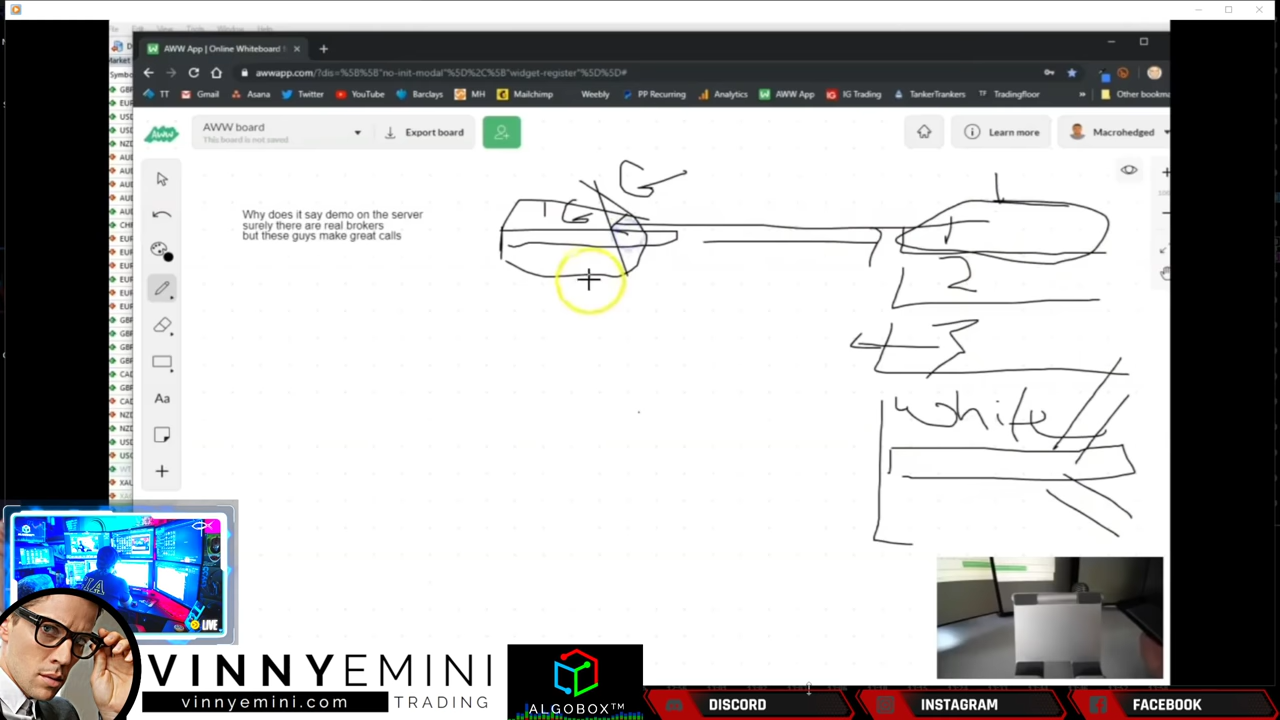 AWW App | Online Whiteboard
awwapp.com/?dis=%5B%5B"no-init-modal"%5D%2C%5B"widget-register"%5D%5D#
TT Gmail Asana Twitter YouTube Barclays MH Mailchimp Weebly PP Recurring Analytics AWW App IG Trading TankerTrankers Tradingfloor » Other bookma
AWW
AWW board
This board is not saved
Export board
Learn more
Macrohedged
Why does it say demo on the server
surely there are real brokers
but these guys make great calls
IG
G
1
2
3
white
Aa
LIVE
VINNYEMINI
vinnyemini.com TRADING
ALGOBOX™
DISCORD
INSTAGRAM
FACEBOOK